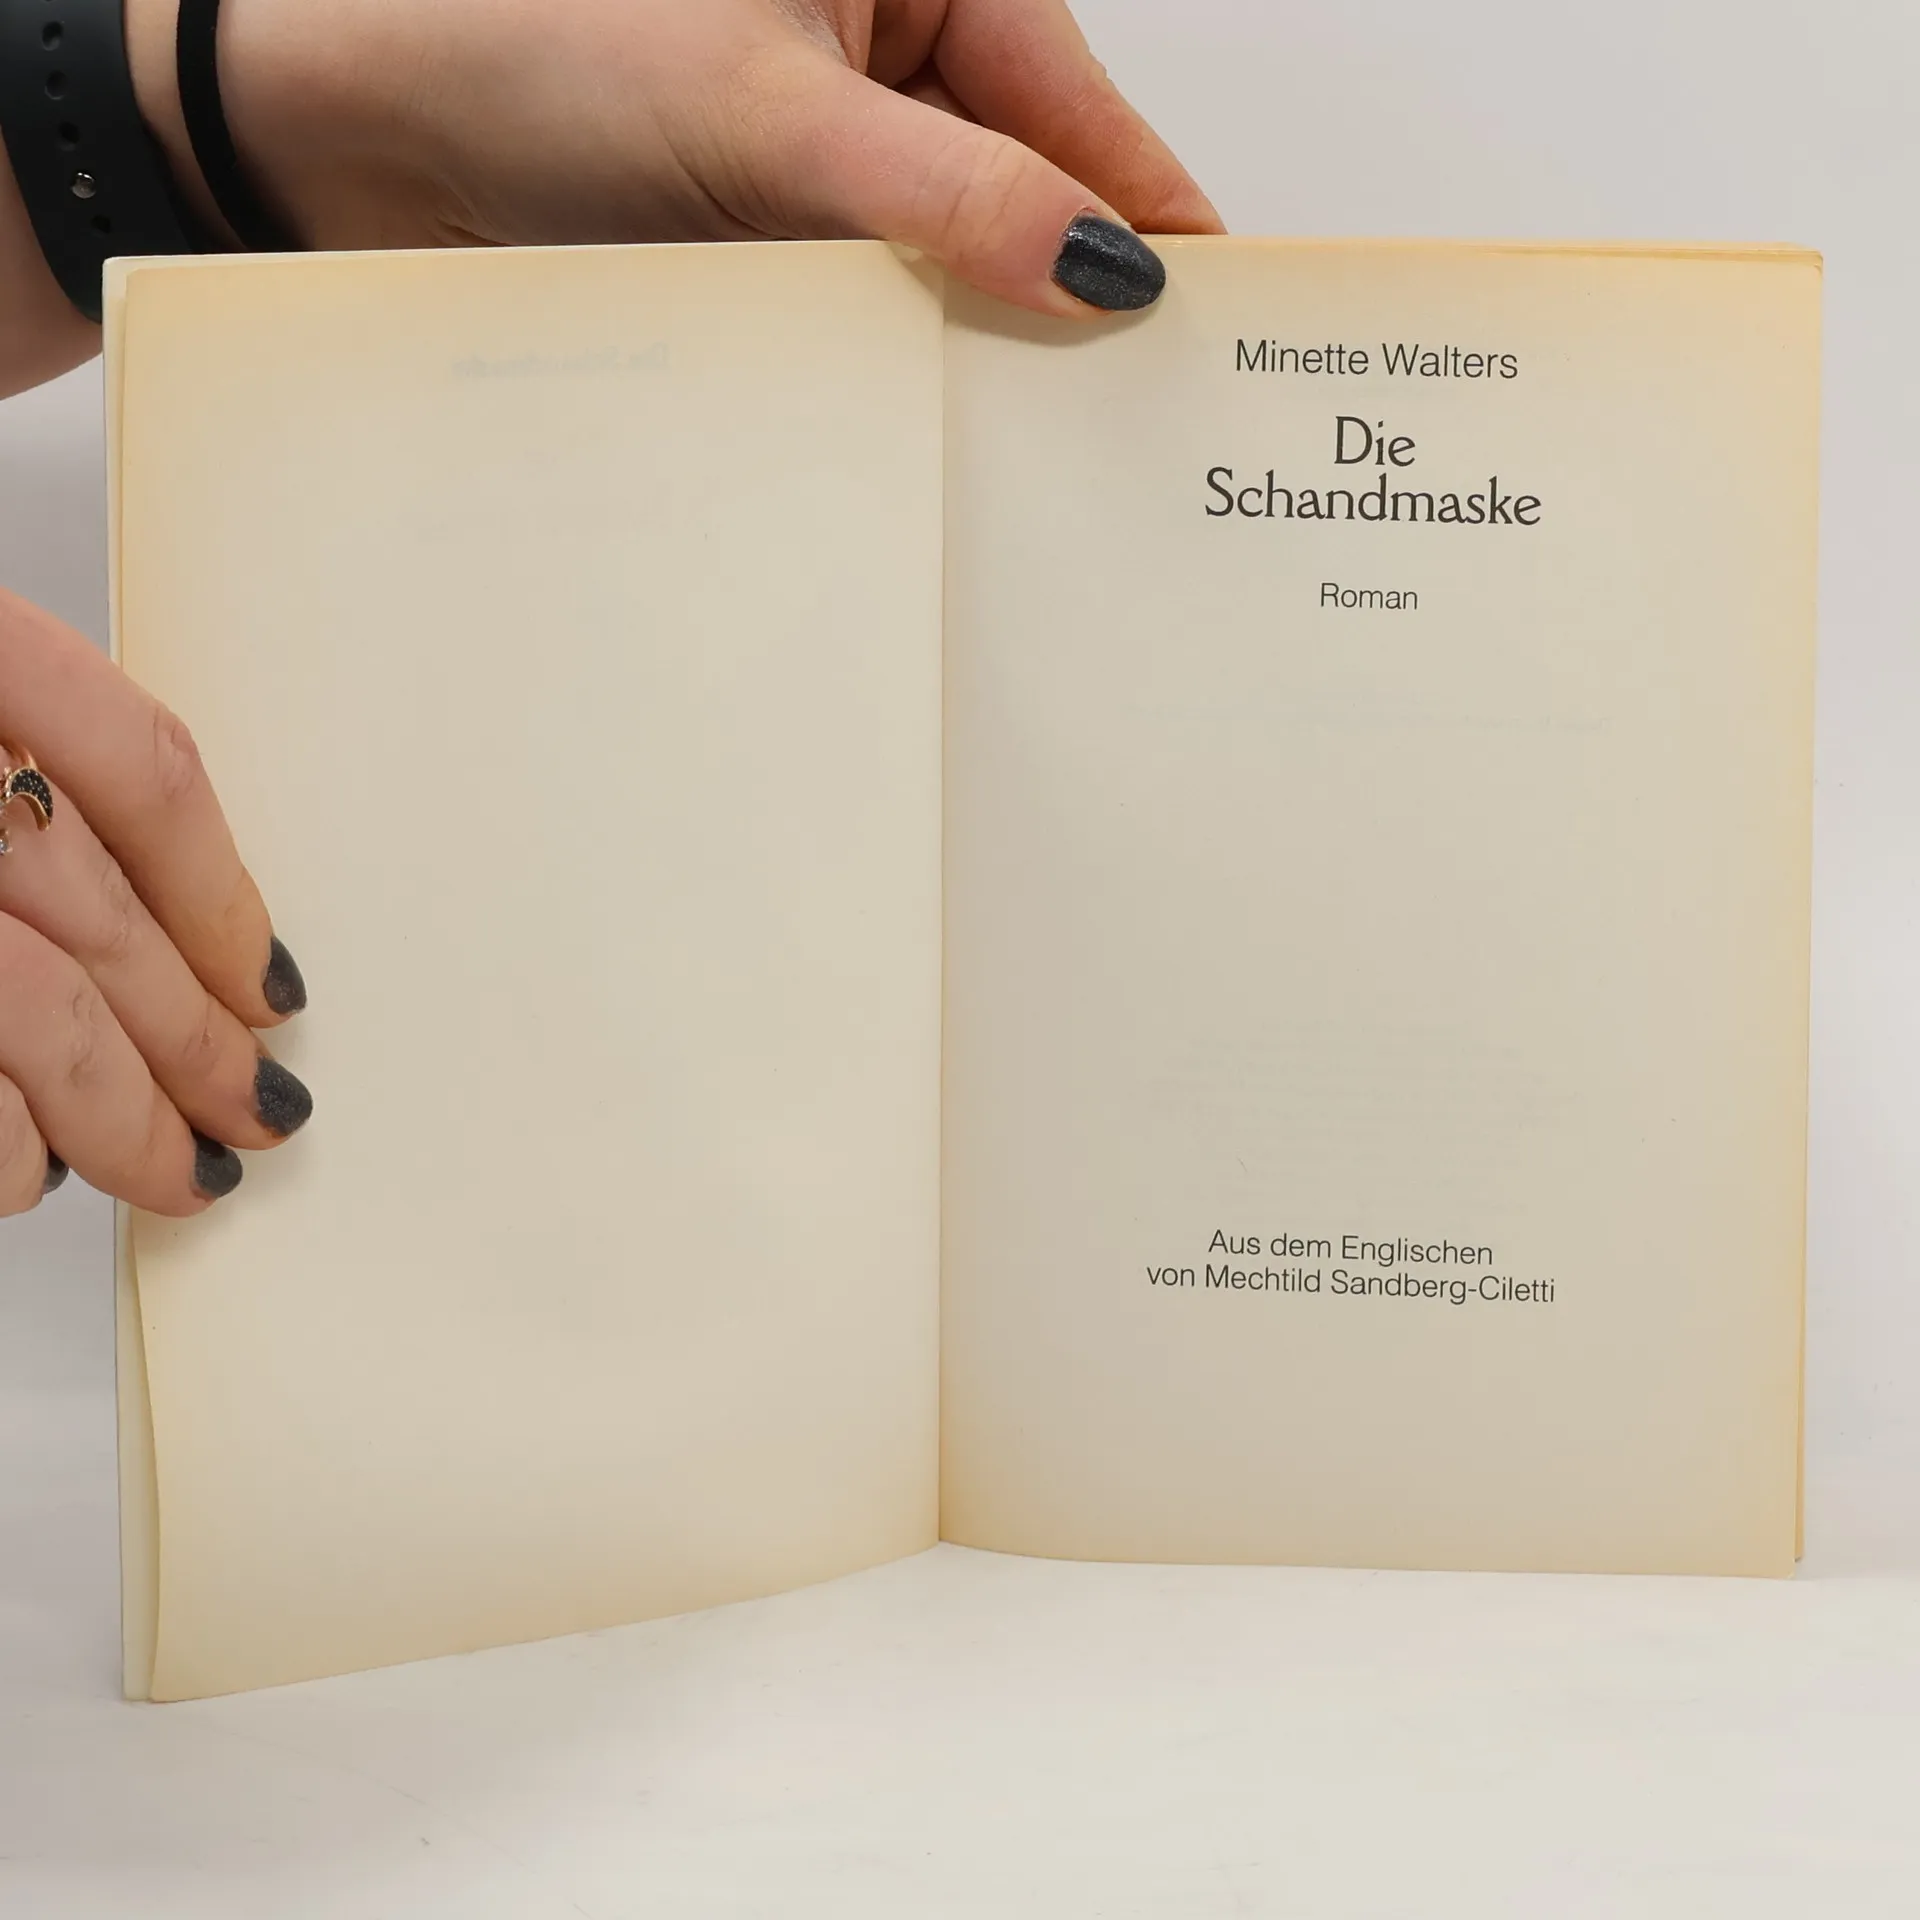 Minette Walters
Die
Schandmaske
Roman
Aus dem Englischen
von Mechtild Sandberg-Ciletti